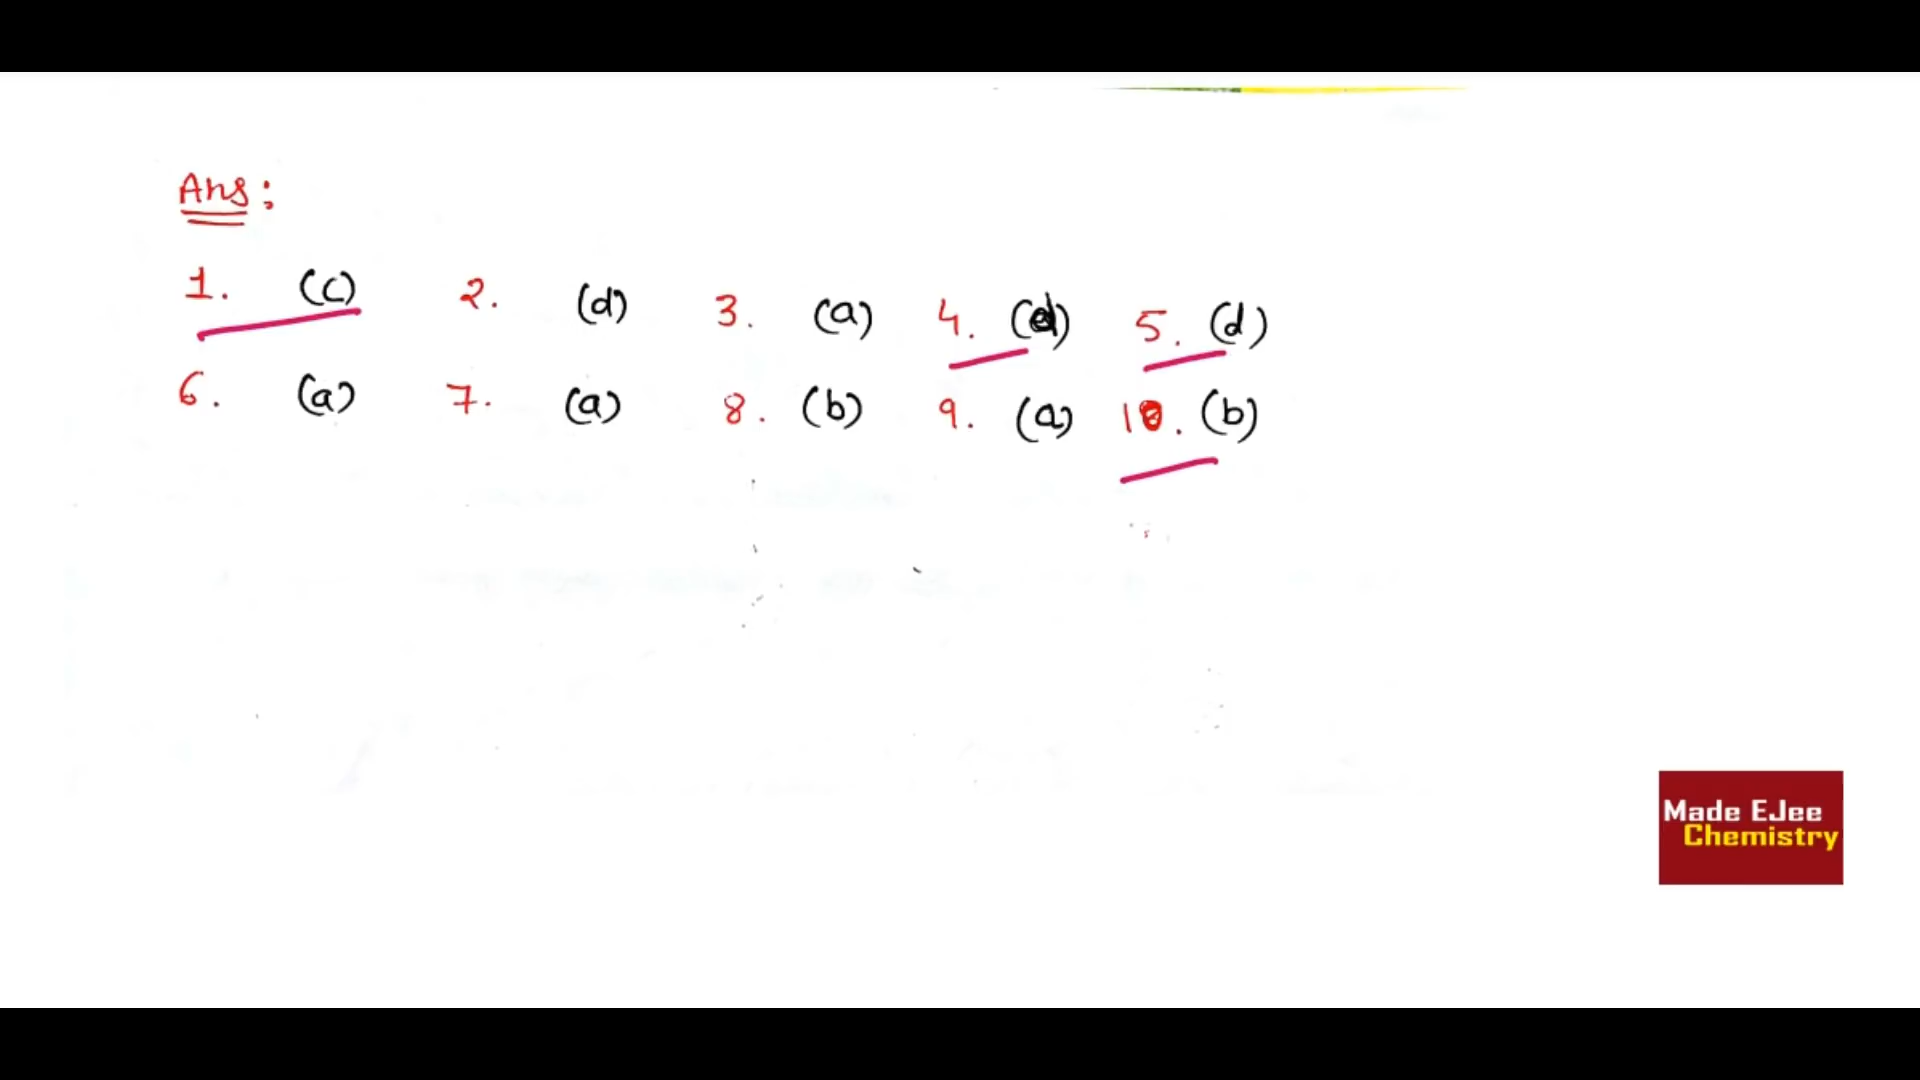 Ans:
1. (c) 2. (d) 3. (a) 4. (d) 5. (d)
6. (a) 7. (a) 8. (b) 9. (a) 10. (b)
Made EJee
Chemistry